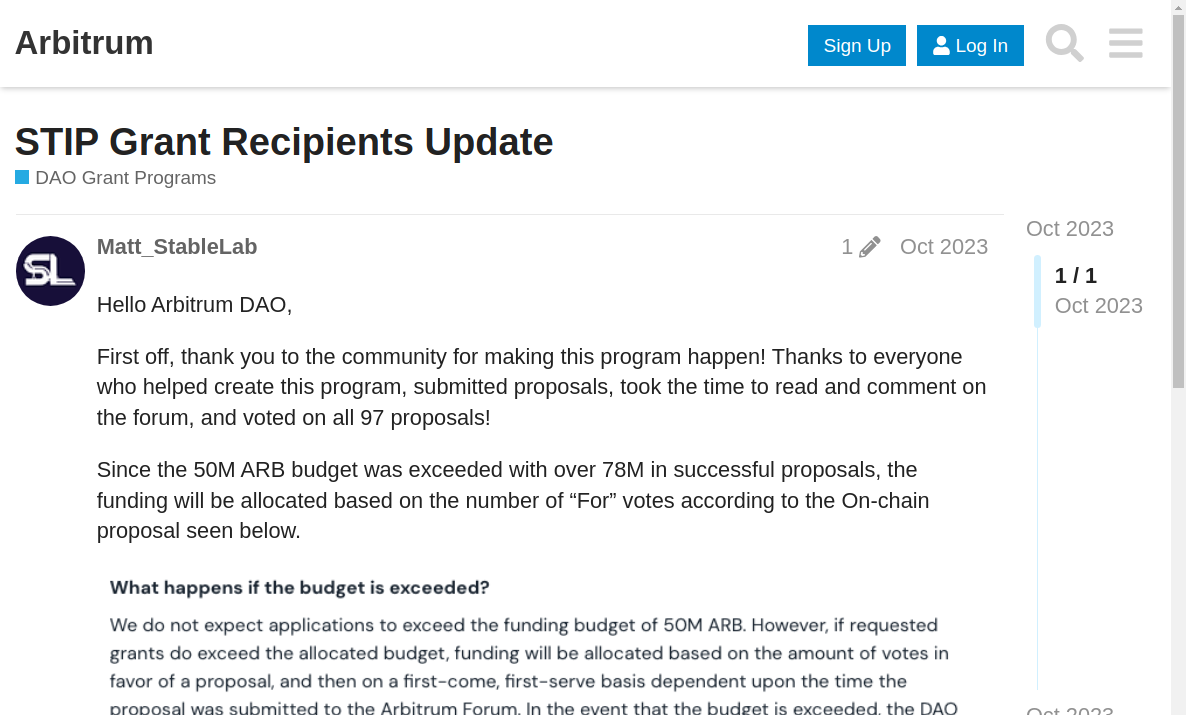 Arbitrum
Sign Up
Log In
STIP Grant Recipients Update
DAO Grant Programs
SL
Matt_StableLab
1
Oct 2023
Oct 2023
1 / 1
Oct 2023
Hello Arbitrum DAO,
First off, thank you to the community for making this program happen! Thanks to everyone
who helped create this program, submitted proposals, took the time to read and comment on
the forum, and voted on all 97 proposals!
Since the 50M ARB budget was exceeded with over 78M in successful proposals, the
funding will be allocated based on the number of “For” votes according to the On-chain
proposal seen below.
What happens if the budget is exceeded?
We do not expect applications to exceed the funding budget of 50M ARB. However, if requested
grants do exceed the allocated budget, funding will be allocated based on the amount of votes in
favor of a proposal, and then on a first-come, first-serve basis dependent upon the time the
proposal was submitted to the Arbitrum Forum. In the event that the budget is exceeded, the DAO
Oct 2023